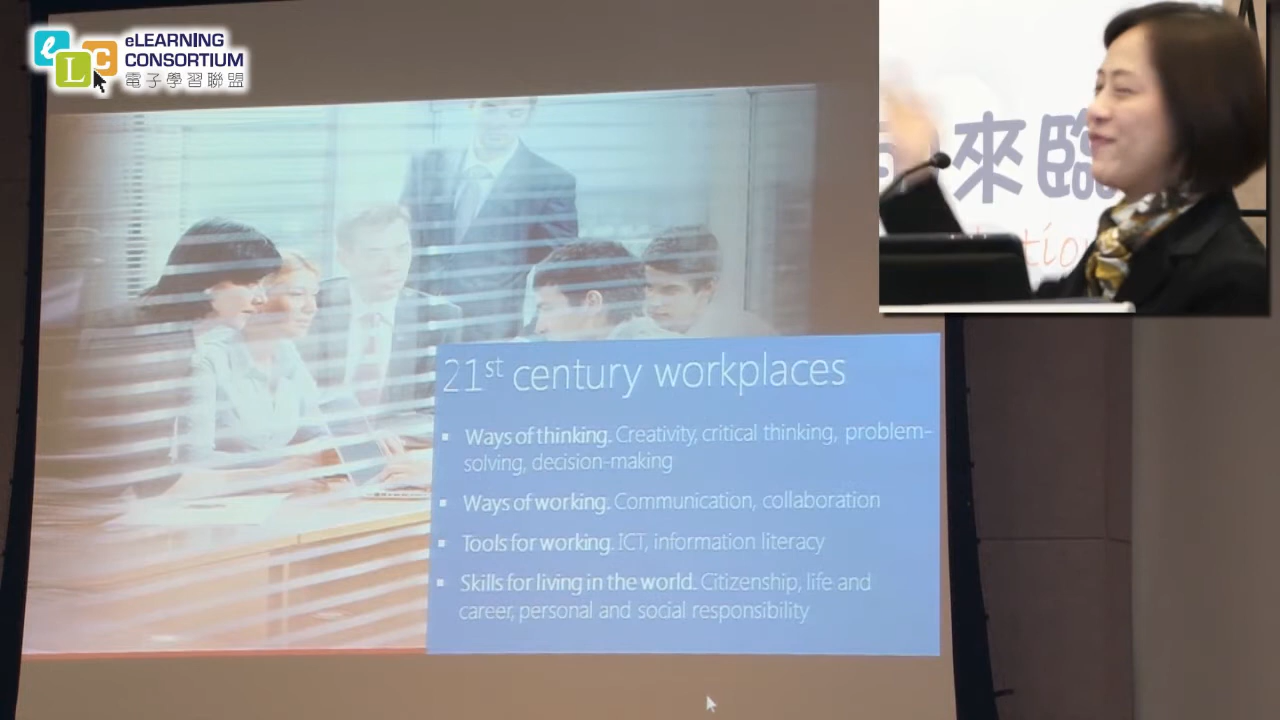 eLEARNING
CONSORTIUM
電子學習聯盟
e
L
C
來臨
21st century workplaces
Ways of thinking. Creativity, critical thinking, problem-
solving, decision-making
Ways of working. Communication, collaboration
Tools for working. ICT, information literacy
Skills for living in the world. Citizenship, life and
career, personal and social responsibility